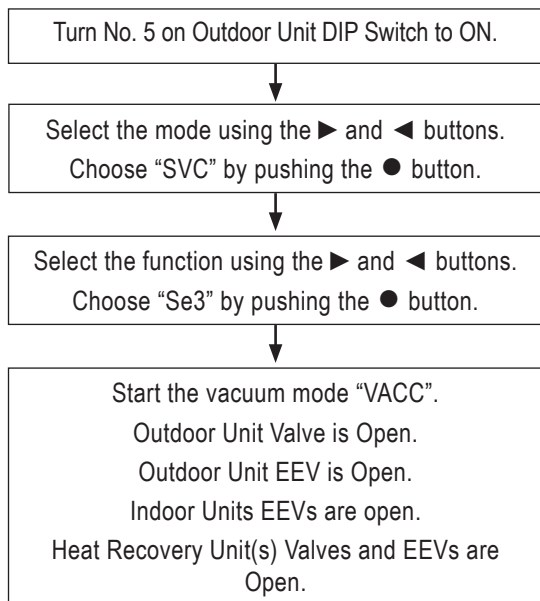 Turn No. 5 on Outdoor Unit DIP Switch to ON.
Select the mode using the ► and ◄ buttons.
Choose “SVC” by pushing the ● button.
Select the function using the ► and ◄ buttons.
Choose “Se3” by pushing the ● button.
Start the vacuum mode “VACC”.
Outdoor Unit Valve is Open.
Outdoor Unit EEV is Open.
Indoor Units EEVs are open.
Heat Recovery Unit(s) Valves and EEVs are
Open.